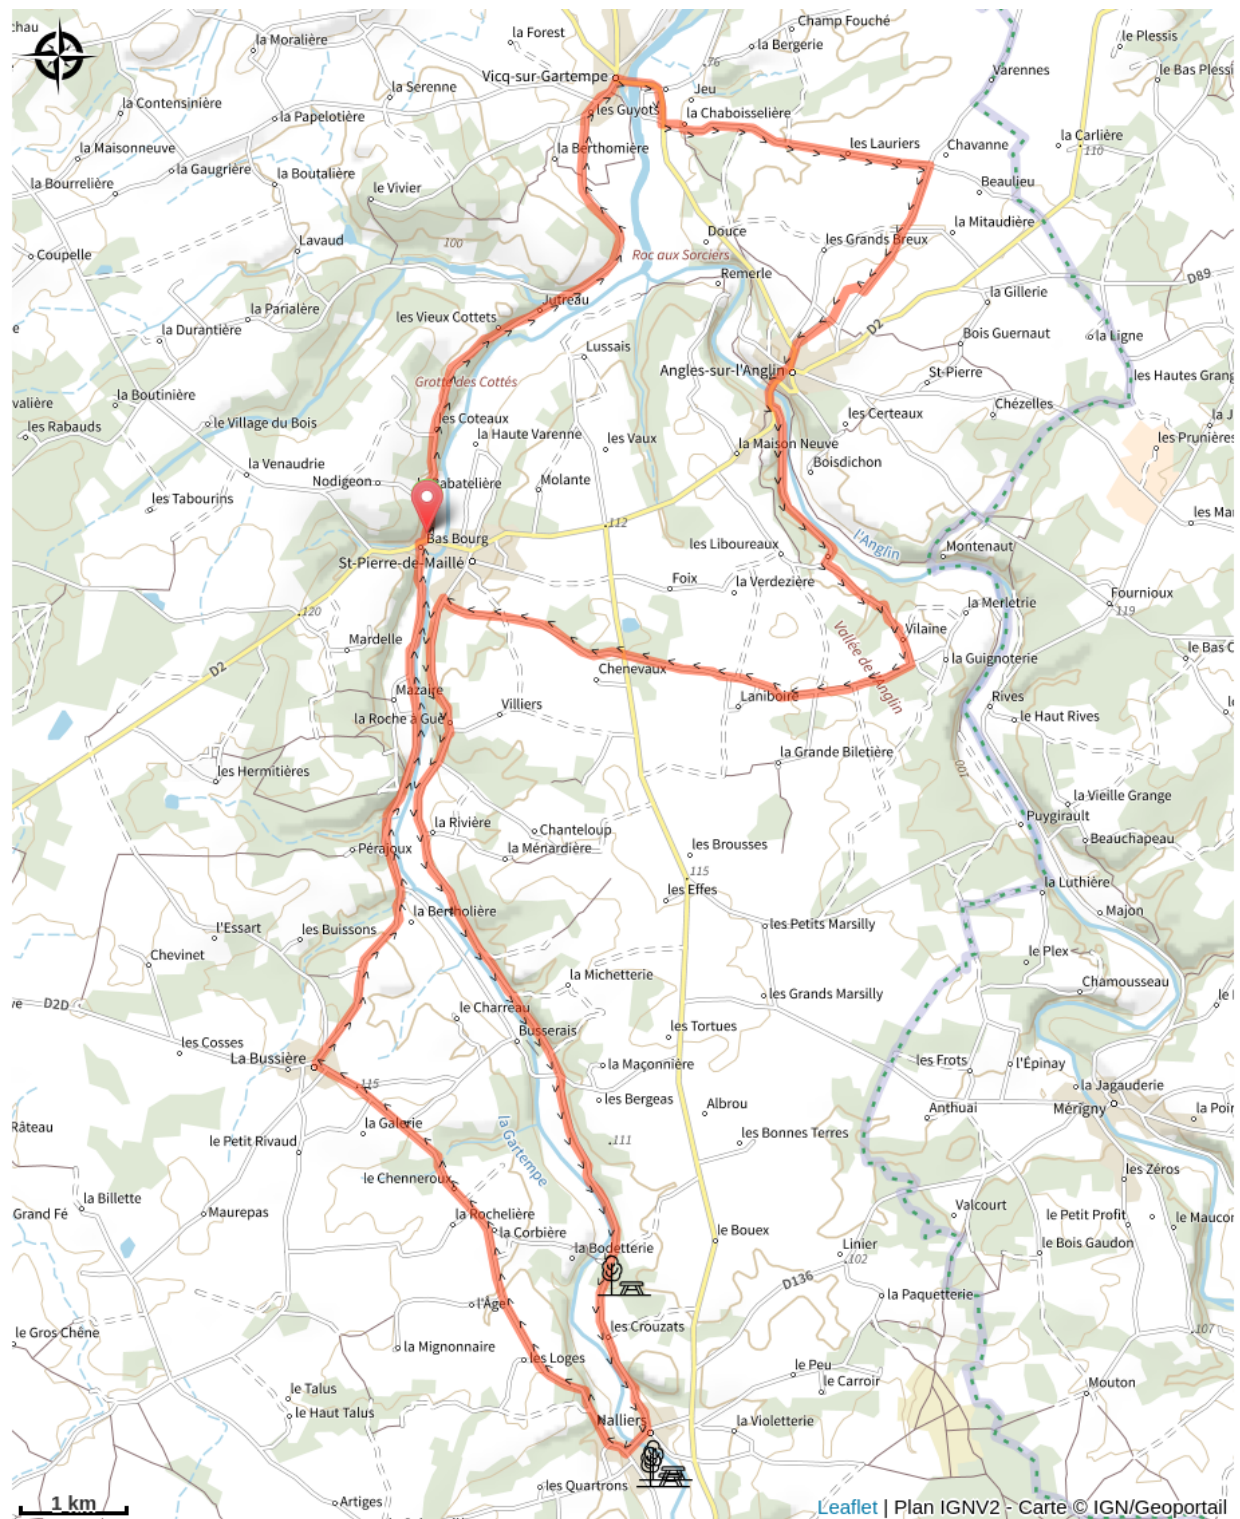 la Forest
Champ Fouché
la Moralière
la Bergerie
le Plessis
.76
Vicq-sur-Gartempe
Varennes
la Serenne
Jeu
la Contensinière
les Guyots
la Chaboisselière
la Papelotière
la Carlière
110
la Maisonneuve
la Berthomière
les Lauriers
Chavanne
la Gaugrière
la Boutalière
la Bourrelière
le Vivier
Beaulieu
la Mitaudière
Douce
les Grands Breux
Lavaud
100
Coupelle
Roc aux Sorciers
Remerle
D89
la Gillerie
Jutreau
la Parialère
les Vieux Cottets
la Durantière
D2
Bois Guernaut
la Ligne
Lussais
Angles-sur-l'Anglin
St-Pierre
Grotte des Cottés
la Boutinière
Chézelles
les Certeaux
les Coteaux
le Village du Bois
les Rabauds
la Haute Varenne
les Vaux
la Maison Neuve
les Prunières
la Venaudrie
Boisdichon
Nodigeon
Molante
les Tabourins
.112
Bas Bourg
l'Anglin
les Liboureaux
Montenaut
St-Pierre-de-Maillé
Foix
la Verdezière
Fournioux
119
la Merletrie
.120
Vilaine
Mardelle
Vallée de l'Anglin
la Guignoterie
D2
Chenevaux
Mazaire
Laniboire
Rives
Villiers
la Roche à Gué
le Haut Rives
la Grande Biletière
les Hermitières
100
la Vieille Grange
Puygirault
la Rivière
Chanteloup
Beauchapeau
Pérajoux
la Ménardière
les Brousses
115
les Effes
la Luthière
la Bertholière
Majon
l'Essart
les Buissons
les Petits Marsilly
Chevinet
le Plex
la Michetterie
Chamousseau
les Grands Marsilly
D2D
le Charreau
Busserais
les Tortues
les Cosses
La Bussière
les Frots
l'Épinay
la Maçonnière
.115
la Jagauderie
les Bergeas
Albrou
Mérigny
Anthuai
la Galerie
la Gartempe
les Bonnes Terres
.111
le Petit Rivaud
les Zéros
le Chenneroux
la Billette
Valcourt
Grand Fé
Maurepas
la Rochelière
le Petit Profit
la Corbière
le Bouex
Linier
le Bois Gaudon
la Bodetterie
.102
D136
la Paquetterie
l'Âge
les Crouzats
.107
le Gros Chêne
la Mignonnaire
les Loges
le Peu
le Carroir
Mouton
le Talus
le Haut Talus
Nalliers
la Violetterie
les Quartrons
Artiges
1 km
Leaflet | Plan IGNV2 - Carte © IGN/Geoportail